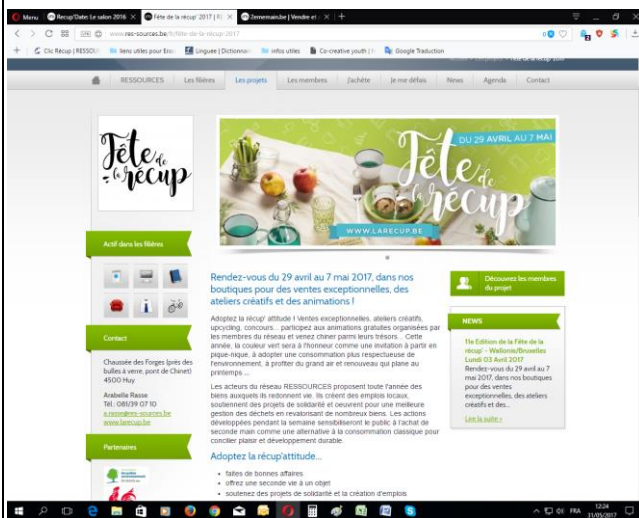 Menu
Recup'Date: Le salon 2016
Fête de la récup' 2017 |
2ememain.be | Vendre et
www.res-sources.be/fr/fete-de-la-recup-2017
Clic Récup | RESSOU
liens utiles pour Eras
Linguee | Dictionnai
infos utiles
Co-creative youth |
Google Traduction
RESSOURCES
Les filières
Les projets
Les membres
J'achète
Je me défais
News
Agenda
Contact
Fête de
la récup
DU 29 AVRIL AU 7 MAI
Fête de
la récup
WWW.LARECUP.BE
Actif dans les filières
Contact
Chaussée des Forges (près des
bulles à verre, pont de Chinet)
4500 Huy
Arabelle Rasse
Tél.: 081/39 07 10
a.rasse@res-sources.be
www.larecup.be
Partenaires
Rendez-vous du 29 avril au 7 mai 2017, dans nos
boutiques pour des ventes exceptionnelles, des
ateliers créatifs et des animations !
Adoptez la récup' attitude ! Ventes exceptionnelles, ateliers créatifs,
upcycling, concours... participez aux animations gratuites organisées par
les membres du réseau et venez chiner parmi leurs trésors... Cette
année, la couleur vert sera à l'honneur comme une invitation à partir en
pique-nique, à adopter une consommation plus respectueuse de
l'environnement, à profiter du grand air et renouveau qui plane au
printemps ...
Les acteurs du réseau RESSOURCES proposent toute l'année des
biens auxquels ils redonnent vie. Ils créent des emplois locaux,
soutiennent des projets de solidarité et oeuvrent pour une meilleure
gestion des déchets en revalorisant de nombreux biens. Les actions
développées pendant la semaine sensibiliseront le public à l'achat de
seconde main comme une alternative à la consommation classique pour
concilier plaisir et développement durable.
Adoptez la récup'attitude...
faites de bonnes affaires
offrez une seconde vie à un objet
soutenez des projets de solidarité et la création d'emplois
Découvrez les membres
du projet
NEWS
11e Edition de la Fête de la
récup' - Wallonie/Bruxelles
Lundi 03 Avril 2017
Rendez-vous du 29 avril au 7
mai 2017, dans nos boutiques
pour des ventes
exceptionnelles, des ateliers
créatifs et des...
Lire la suite >
FRA
12:24
31/05/2017